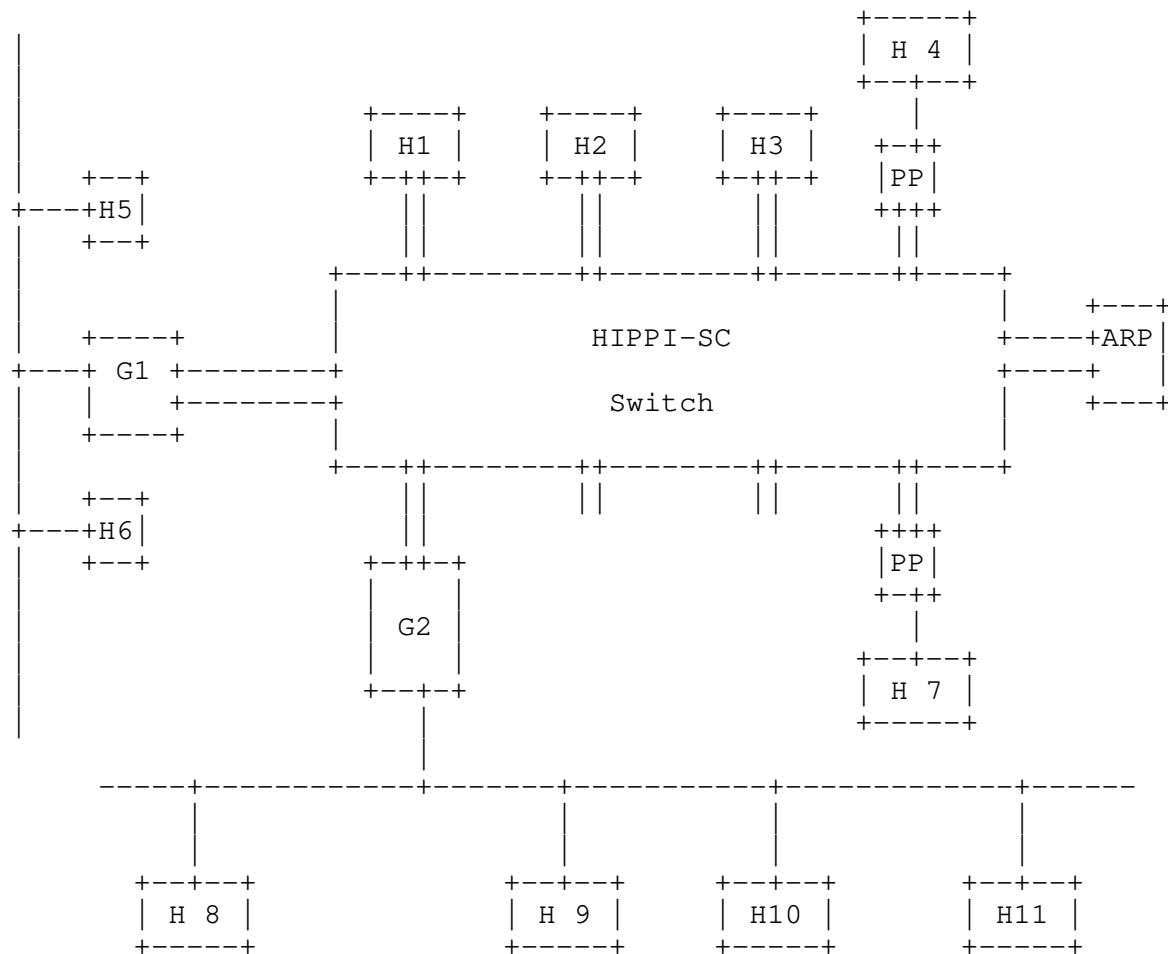 H 4
H1 H2 H3
PP
H5
HIPPI-SC
ARP
G1
Switch
H6
PP
G2
H 7
H 8 H 9 H10 H11